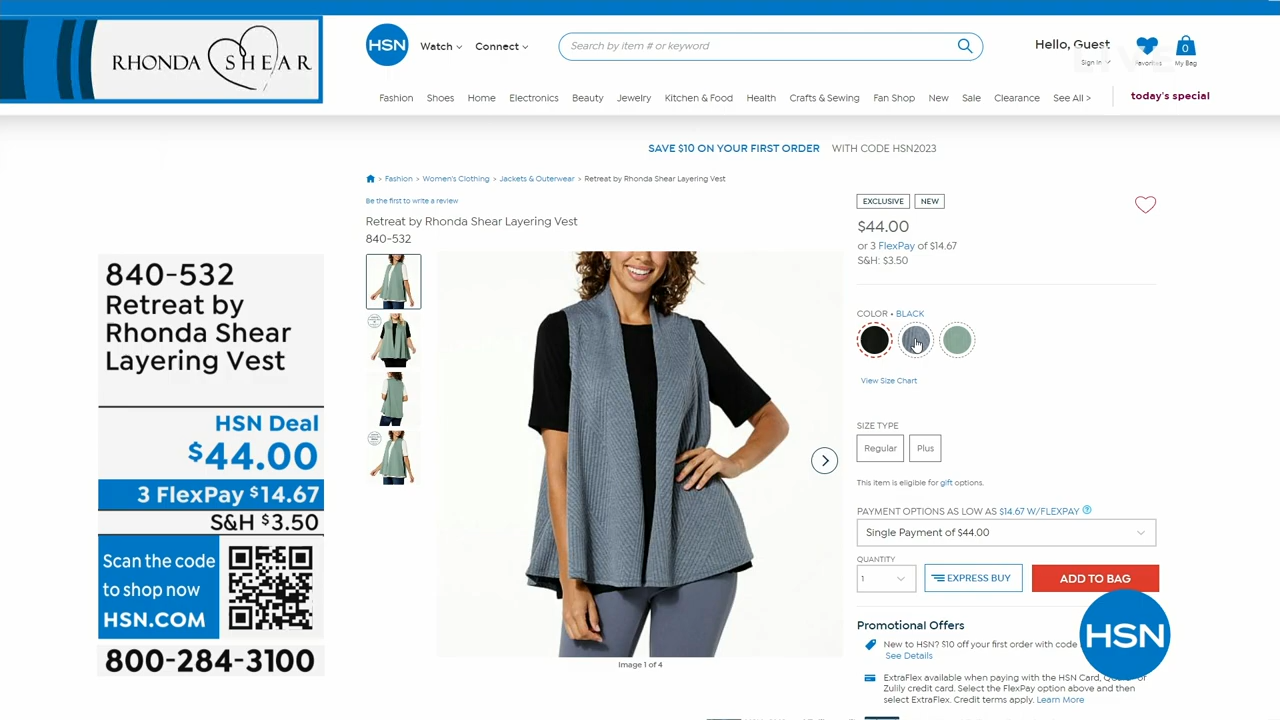 RHONDA SHEAR
HSN
Watch
Connect
Search by item # or keyword
Hello, Guest
Sign In
Favorites
0
My Bag
Fashion Shoes Home Electronics Beauty Jewelry Kitchen & Food Health Crafts & Sewing Fan Shop New Sale Clearance See All >
today's special
SAVE $10 ON YOUR FIRST ORDER WITH CODE HSN2023
> Fashion > Women's Clothing > Jackets & Outerwear > Retreat by Rhonda Shear Layering Vest
Be the first to write a review
Retreat by Rhonda Shear Layering Vest
840-532
EXCLUSIVE
NEW
$44.00
or 3 FlexPay of $14.67
S&H: $3.50
COLOR • BLACK
View Size Chart
SIZE TYPE
Regular
Plus
This item is eligible for gift options.
PAYMENT OPTIONS AS LOW AS $14.67 W/FLEXPAY
Single Payment of $44.00
QUANTITY
1
EXPRESS BUY
ADD TO BAG
Promotional Offers
New to HSN? $10 off your first order with code
See Details
ExtraFlex available when paying with the HSN Card, or
Zulily credit card. Select the FlexPay option above and then
select ExtraFlex. Credit terms apply. Learn More
Image 1 of 4
840-532
Retreat by
Rhonda Shear
Layering Vest
HSN Deal
$44.00
3 FlexPay $14.67
S&H $3.50
Scan the code
to shop now
HSN.COM
800-284-3100
HSN